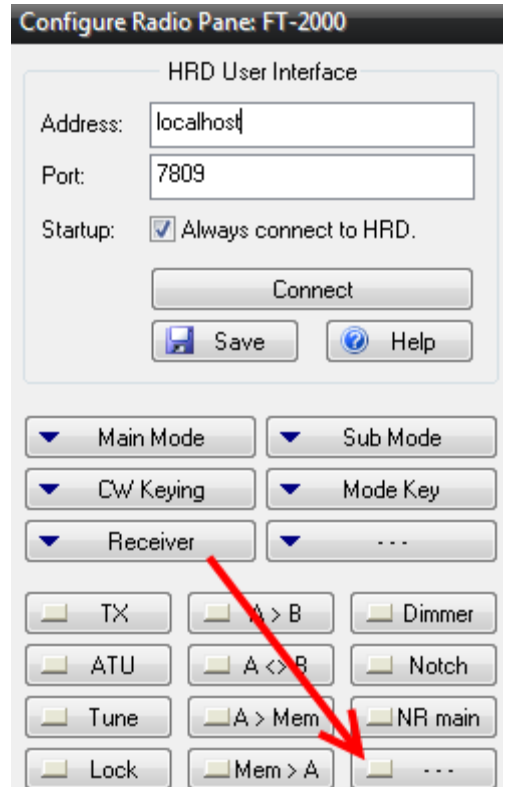 Configure Radio Pane: FT-2000
HRD User Interface
Address: localhost
Port: 7809
Startup: Always connect to HRD.
Connect
Save Help
Main Mode Sub Mode
CW Keying Mode Key
Receiver - - -
TX A > B Dimmer
ATU A <> B Notch
Tune A > Mem NR main
Lock Mem > A - - -